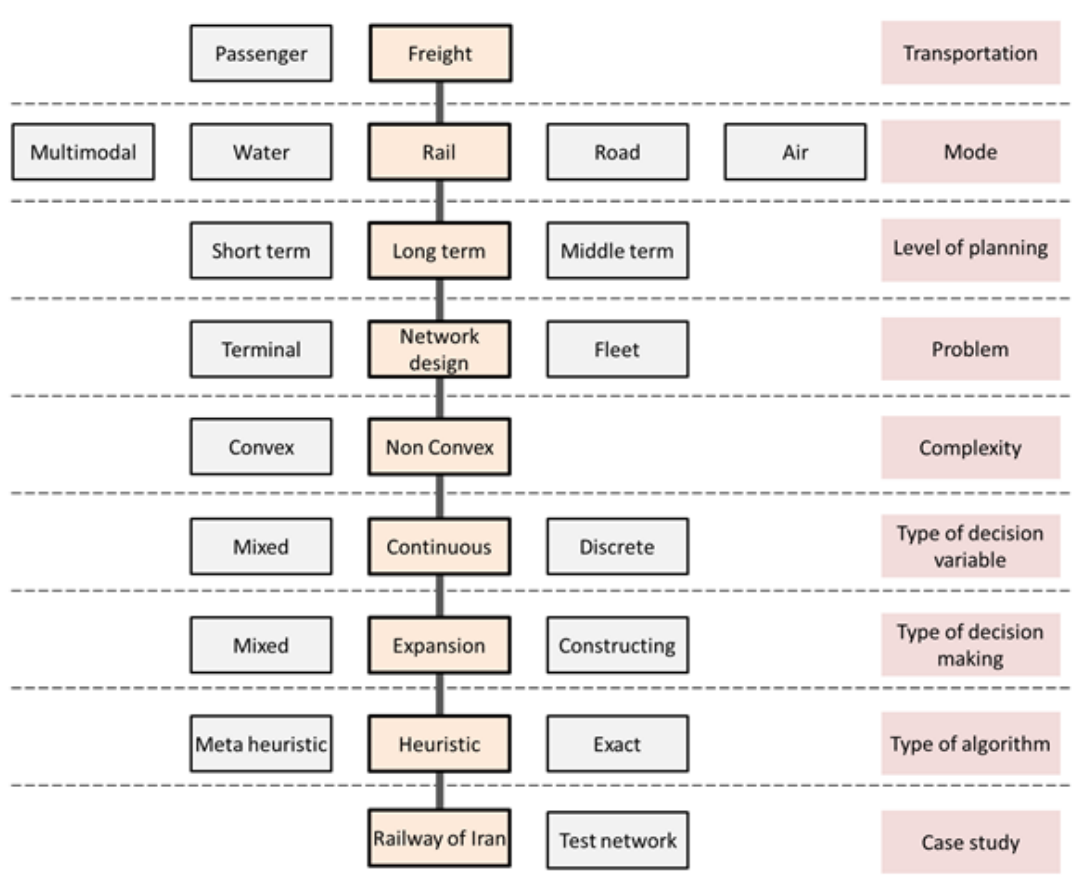 Passenger
Freight
Transportation
Multimodal
Water
Rail
Road
Air
Mode
Short term
Long term
Middle term
Level of planning
Terminal
Network
design
Fleet
Problem
Convex
Non Convex
Complexity
Mixed
Continuous
Discrete
Type of decision
variable
Mixed
Expansion
Constructing
Type of decision
making
Meta heuristic
Heuristic
Exact
Type of algorithm
Railway of Iran
Test network
Case study